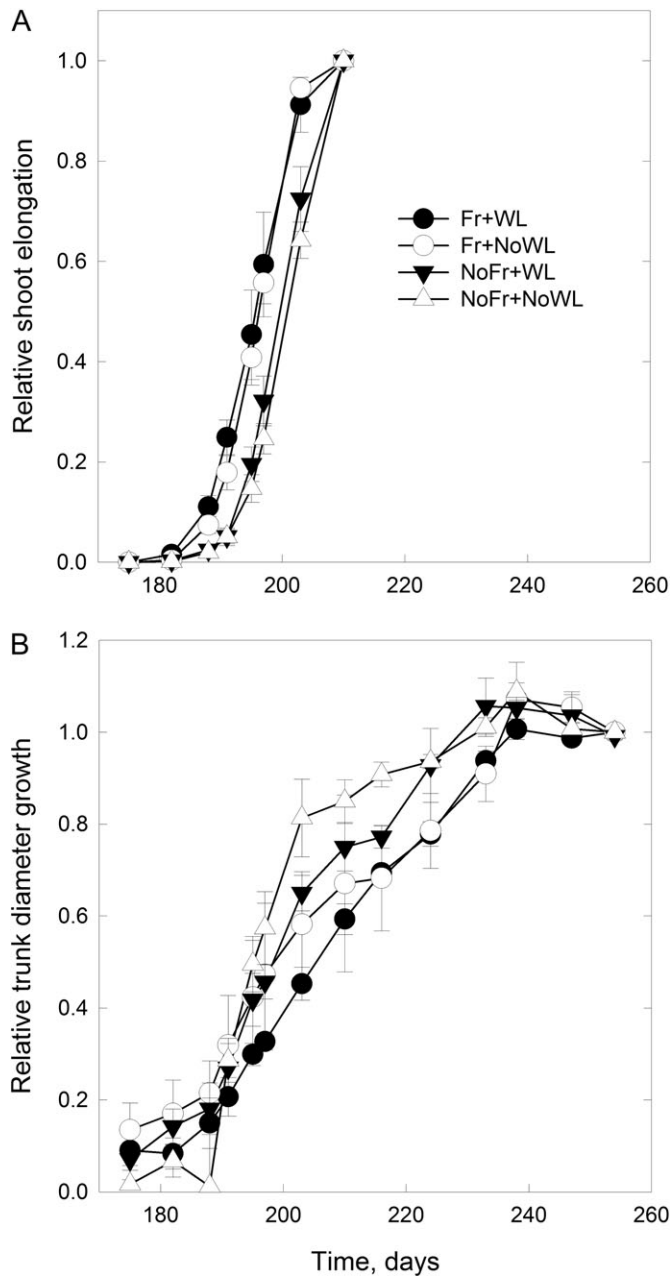 A
Relative shoot elongation
1.0
0.8
0.6
0.4
0.2
0.0
Fr+WL
Fr+NoWL
NoFr+WL
NoFr+NoWL
180 200 220 240 260
B
Relative trunk diameter growth
1.2
1.0
0.8
0.6
0.4
0.2
0.0
180 200 220 240 260
Time, days